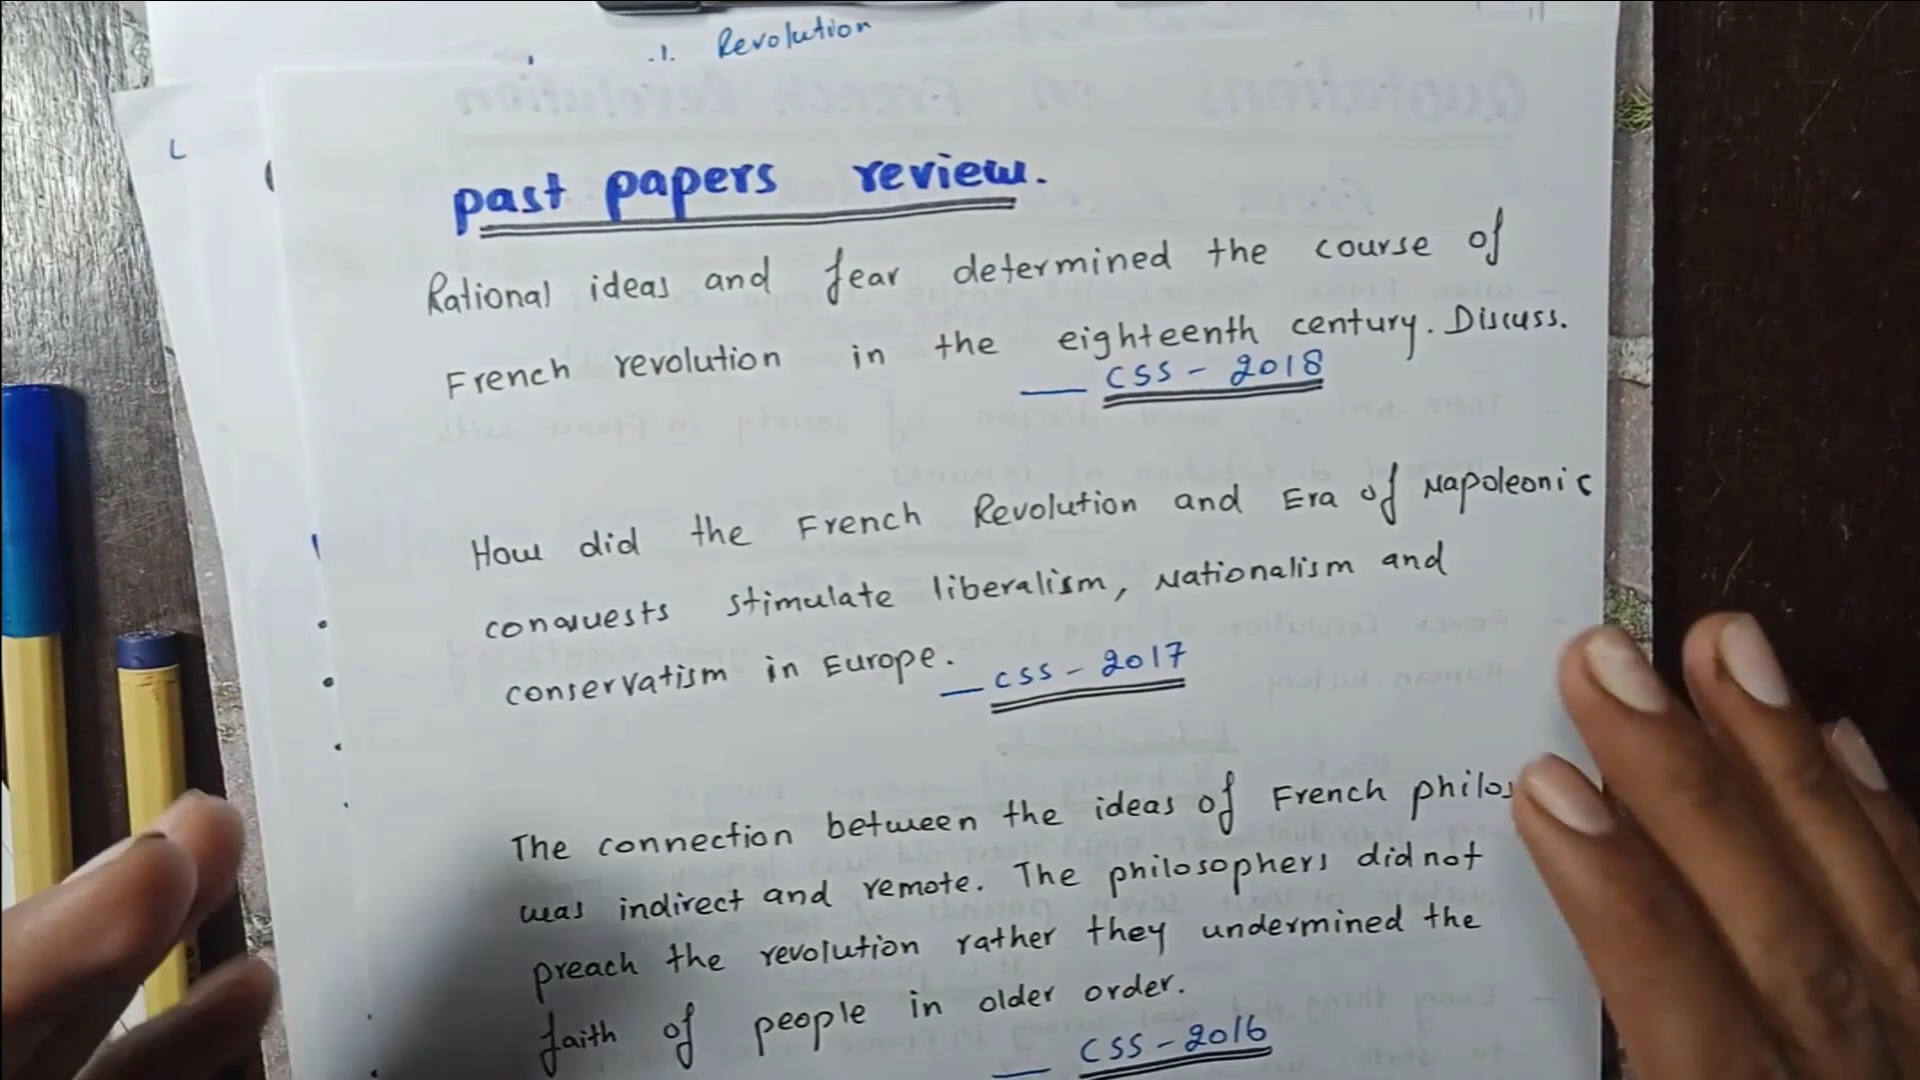 Revolution
past papers review.
Rational ideas and fear determined the course of
French revolution in the eighteenth century. Discuss.
CSS - 2018
How did the French Revolution and Era of Napoleonic
conquests stimulate liberalism, Nationalism and
conservatism in Europe.
CSS - 2017
The connection between the ideas of French philos
was indirect and remote. The philosophers did not
preach the revolution rather they undermined the
faith of people in older order.
CSS - 2016